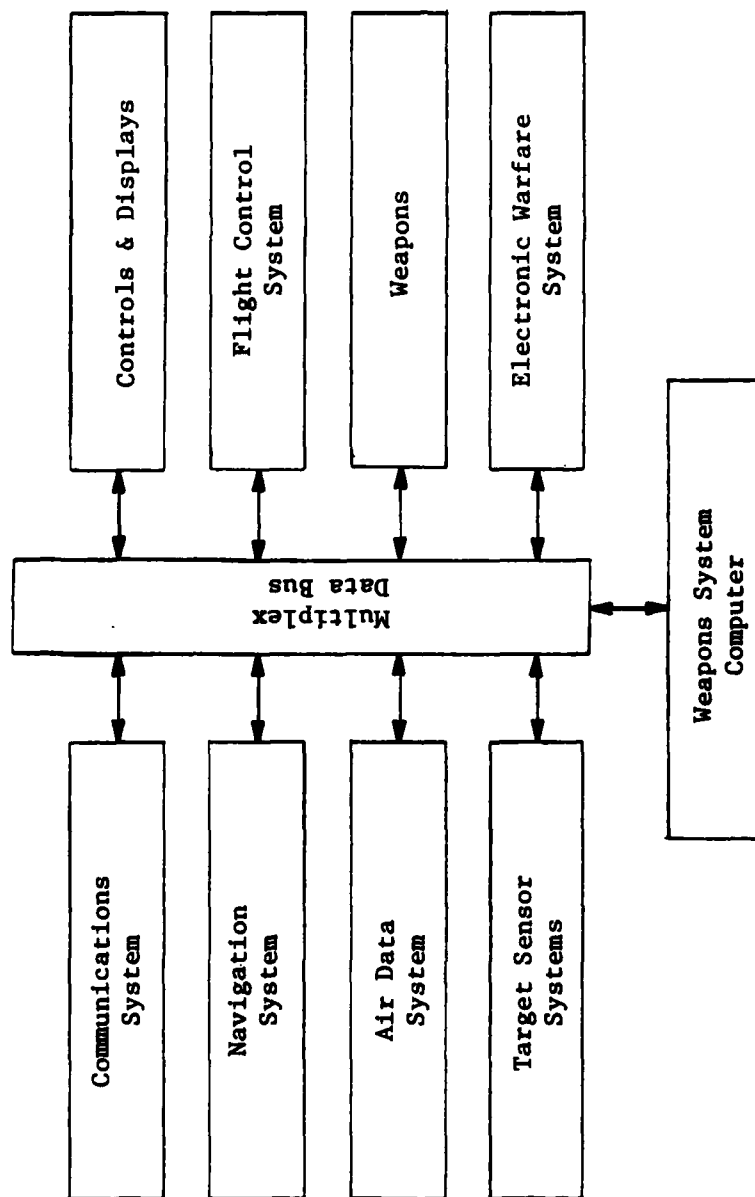 Communications
System
Navigation
System
Air Data
System
Target Sensor
Systems
Multiplex
Data Bus
Controls & Displays
Flight Control
System
Weapons
Electronic Warfare
System
Weapons System
Computer